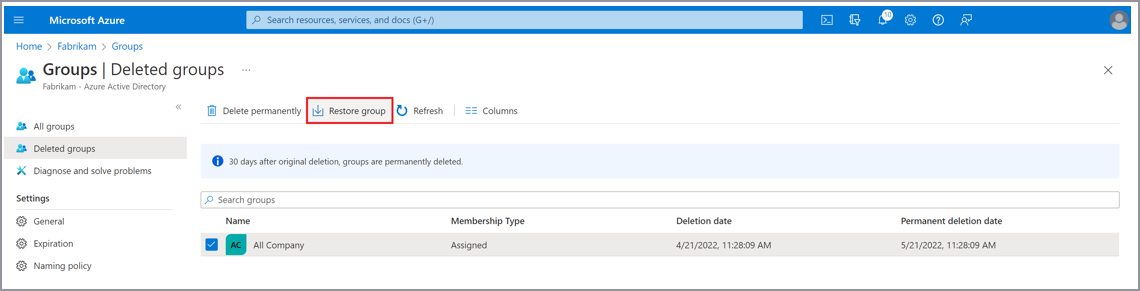 Microsoft Azure
Search resources, services, and docs (G+/)
10
Home > Fabrikam > Groups
Groups | Deleted groups ...
Fabrikam - Azure Active Directory
«
All groups
Deleted groups
Diagnose and solve problems
Settings
General
Expiration
Naming policy
Delete permanently Restore group Refresh Columns
30 days after original deletion, groups are permanently deleted.
Search groups
Name Membership Type Deletion date Permanent deletion date
AC All Company Assigned 4/21/2022, 11:28:09 AM 5/21/2022, 11:28:09 AM